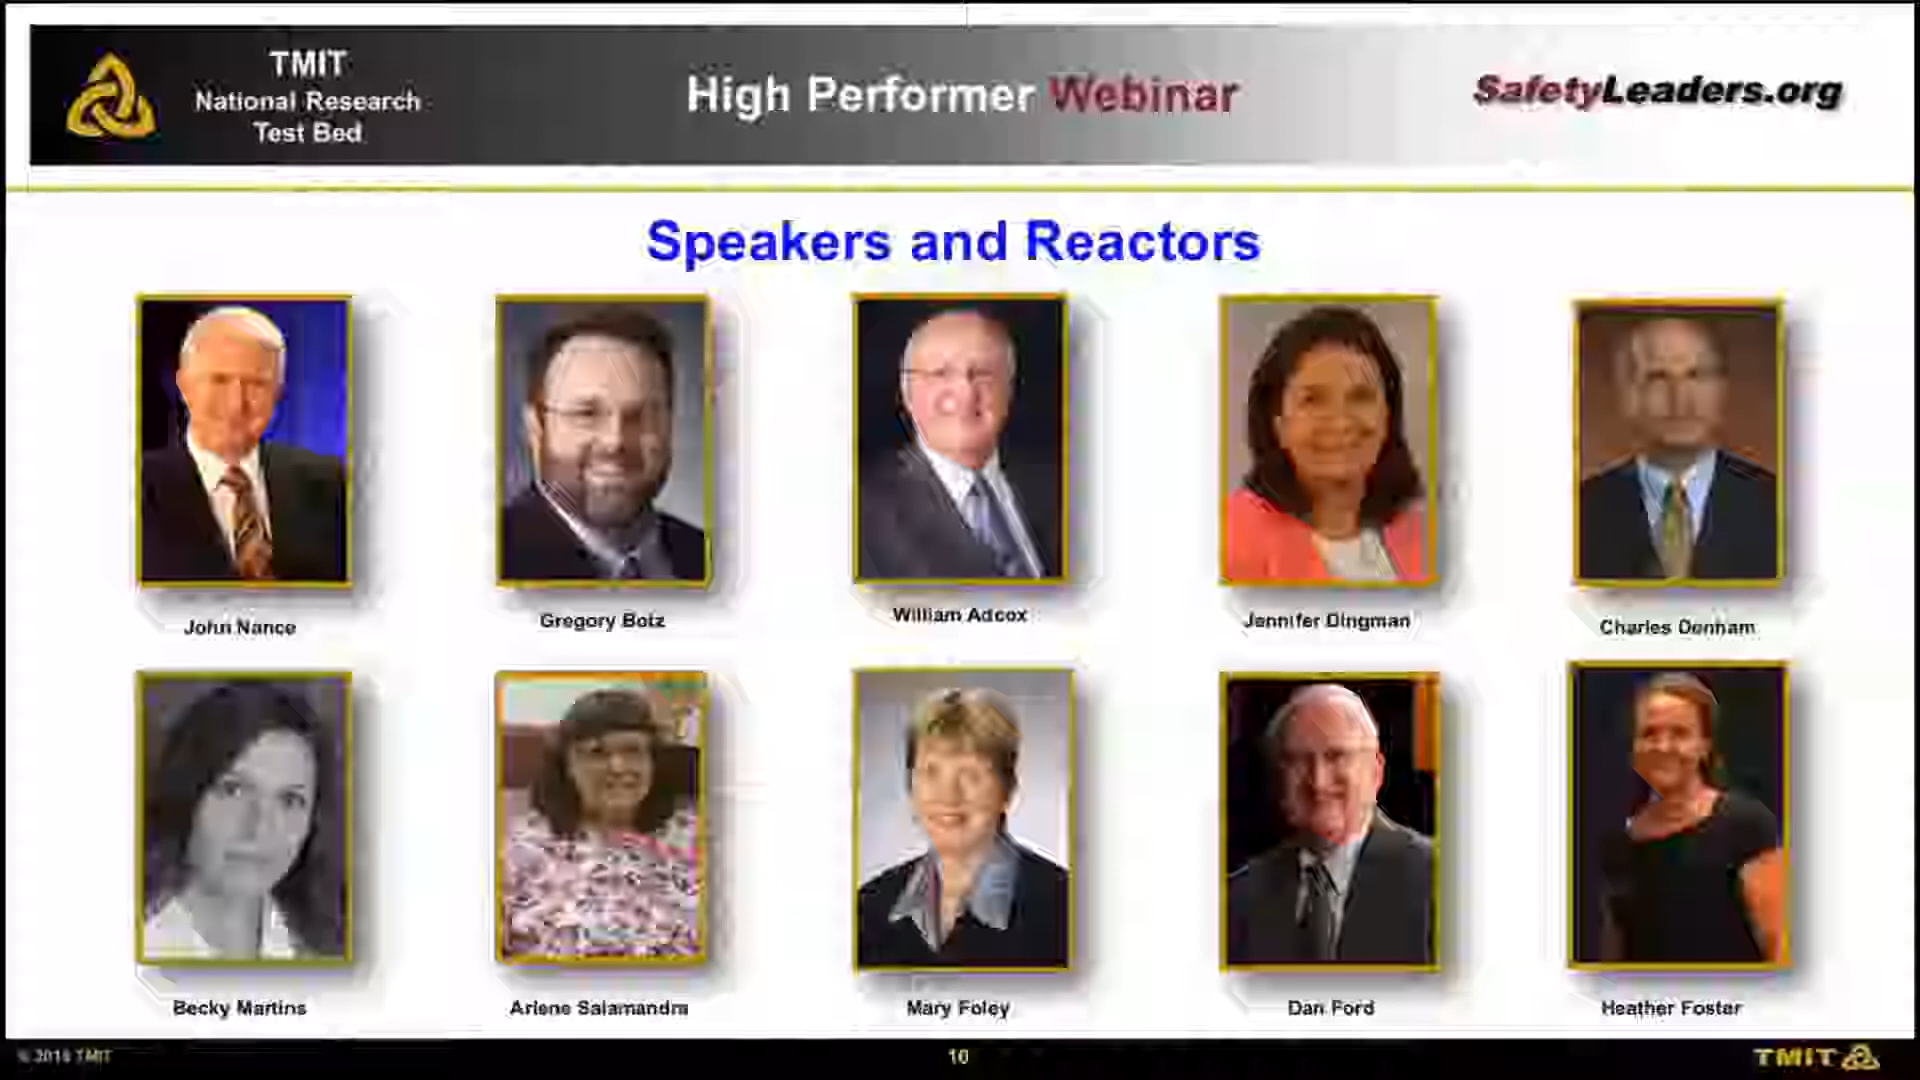 TMIT
National Research
Test Bed
High Performer Webinar
SafetyLeaders.org
Speakers and Reactors
John Nance
Gregory Botz
William Adcox
Jennifer Dingman
Charles Denham
Becky Martins
Arlene Salamandra
Mary Foley
Dan Ford
Heather Foster
TMIT
10
TMIT